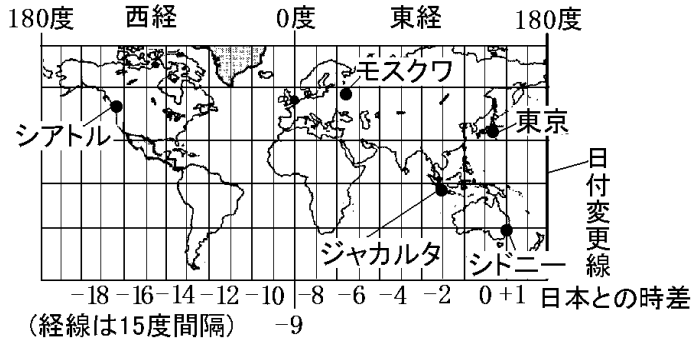 180度 西経 0度 東経 180度
モスクワ
シアトル
東京
日付変更線
ジャカルタ
シドニー
-18 -16 -14 -12 -10 -8 -6 -4 -2 0 +1 日本との時差
(経線は15度間隔) -9